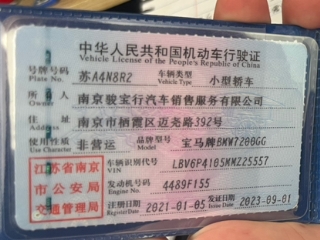 中华人民共和国机动车行驶证
Vehicle License of the People's Republic of China
号牌号码 Plate No. 苏A4N8R2 车辆类型 Vehicle Type 小型轿车
所有人 Owner 南京骏宝行汽车销售服务有限公司
住址 南京市栖霞区迈尧路392号
使用性质 Use Character 非营运 品牌型号 Model 宝马牌BMW7200GG
江苏省南京
市公安局
交通管理局
车辆识别代号 VIN LBV6P4105MMZ25557
发动机号码 Engine No. 4489F155
注册日期 Register Date 2021-01-05 发证日期 Issue Date 2023-09-01